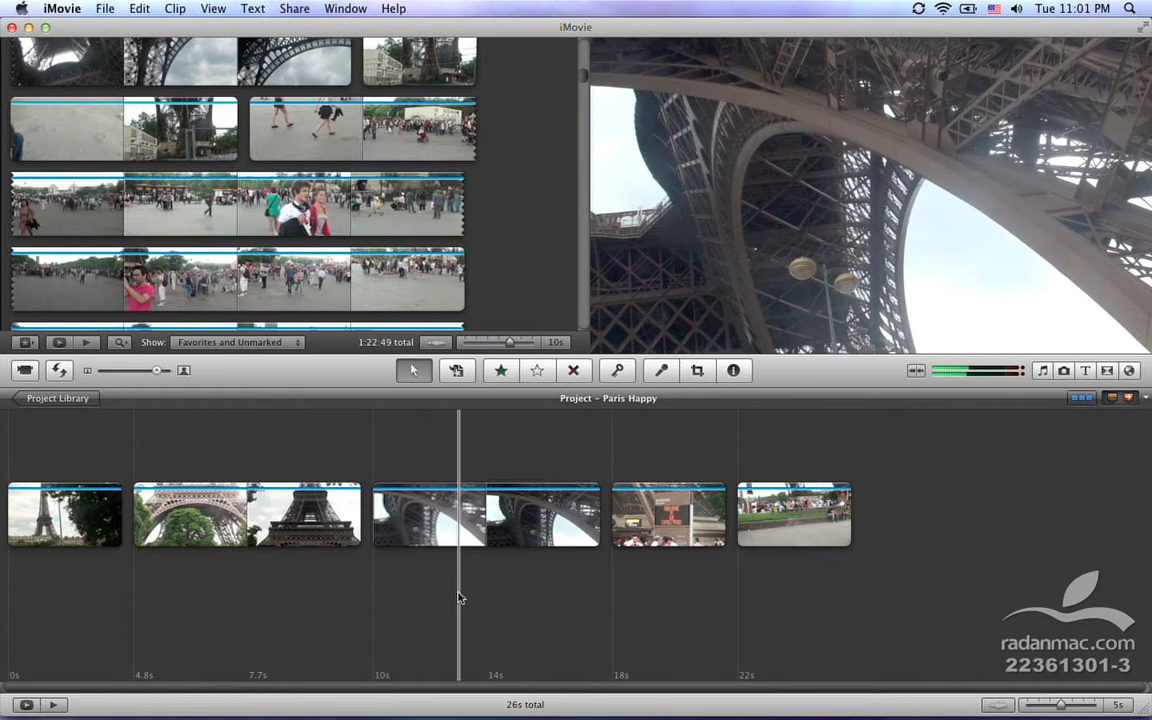 iMovie File Edit Clip View Text Share Window Help
Tue 11:01 PM
iMovie
Show: Favorites and Unmarked
1:22:49 total
10s
Project Library
Project - Paris Happy
0s 4.8s 7.7s 10s 14s 18s 22s
radanmac.com
22361301-3
26s total
5s